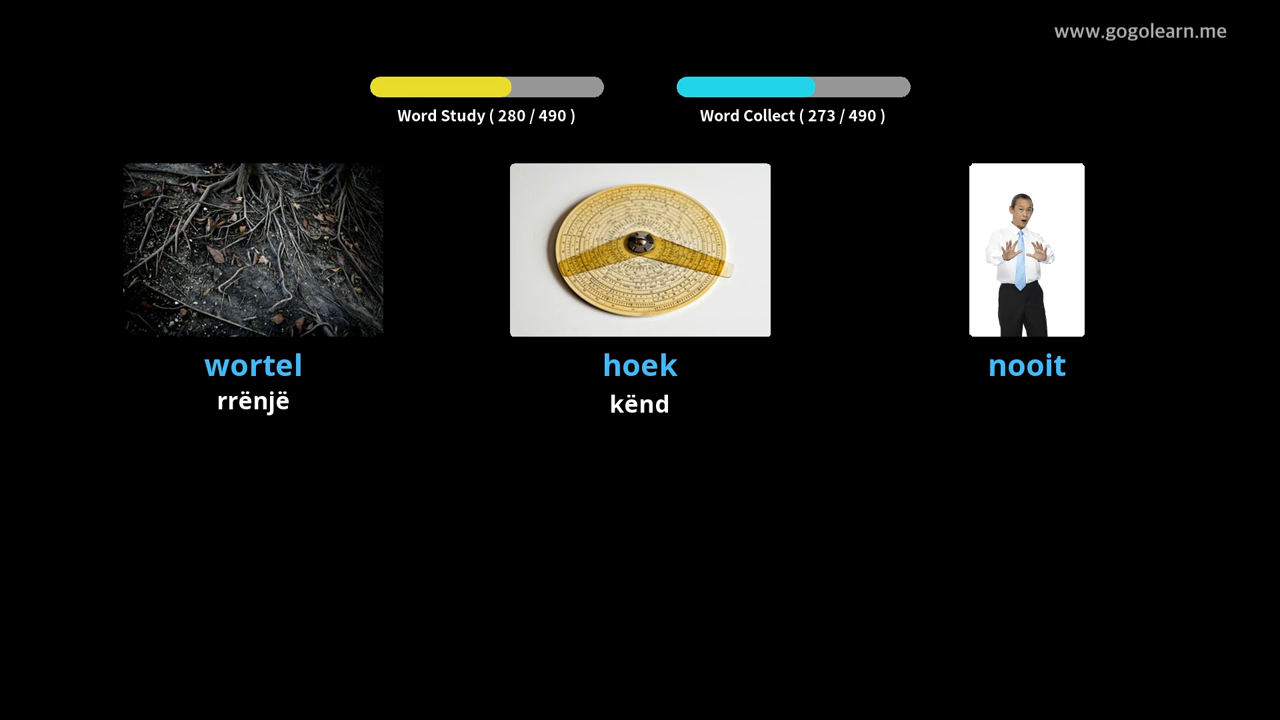 www.gogolearn.me
Word Study ( 280 / 490 )
Word Collect ( 273 / 490 )
wortel
rrënjë
hoek
kënd
nooit